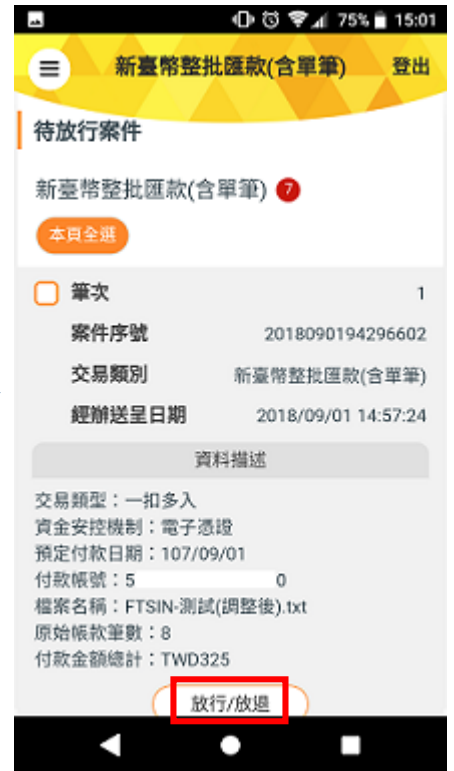 75% 15:01
新臺幣整批匯款(含單筆) 登出
待放行案件
新臺幣整批匯款(含單筆) 7
本頁全選
筆次 1
案件序號 2018090194296602
交易類別 新臺幣整批匯款(含單筆)
經辦送呈日期 2018/09/01 14:57:24
資料描述
交易類型：一扣多入
資金安控機制：電子憑證
預定付款日期：107/09/01
付款帳號：5 0
檔案名稱：FTSIN-測試(調整後).txt
原始帳款筆數：8
付款金額總計：TWD325
放行/放退